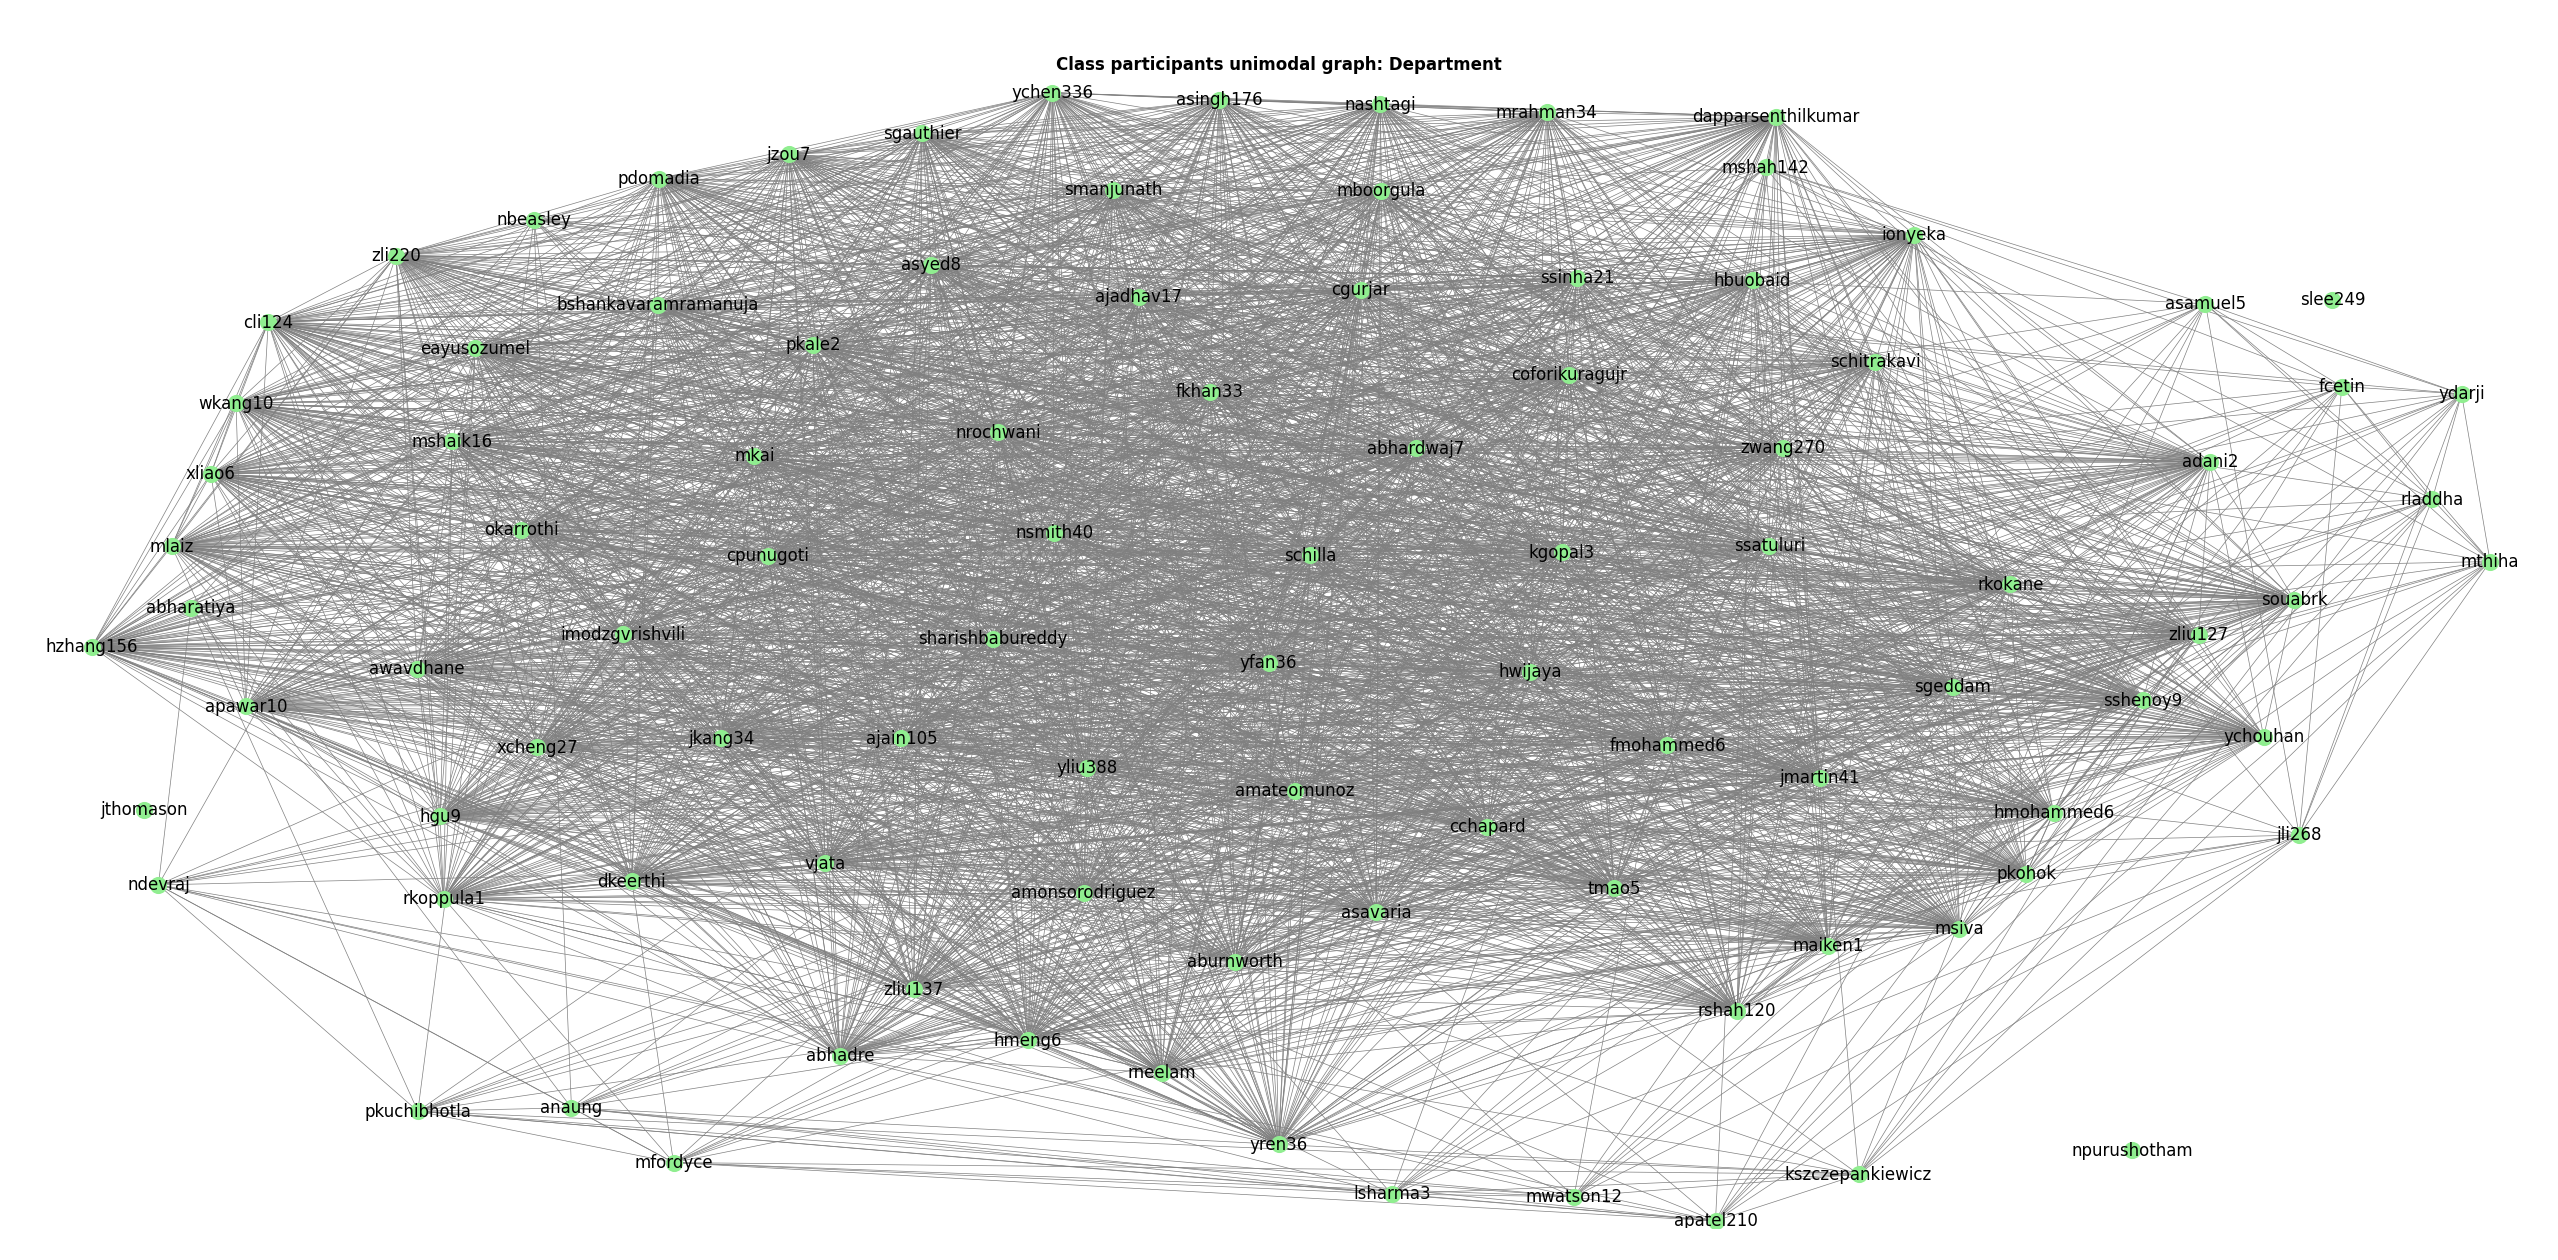 Class participants unimodal graph: Department
ychen336
asingh176
nashtagi
mrahman34
dapparsenthilkumar
sgauthier
jzou7
mshah142
pdomadia
smanjunath
mboorgula
nbeasley
ionyeka
zli220
asyed8
ssinha21
hbuobaid
cgurjar
ajadhav17
slee249
bshankavaramramanuja
asamuel5
cli124
pkale2
eayusozumel
schitrakavi
coforikuragujr
fcetin
fkhan33
ydarji
wkang10
nrochwani
mshaik16
abhardwaj7
zwang270
mkai
adani2
xliao6
rladdha
okarrothi
nsmith40
mlaiz
ssatuluri
kgopal3
cpunugoti
schilla
mthiha
rkokane
souabrk
abharatiya
imodzgvrishvili
zliu127
sharishbabureddy
hzhang156
yfan36
awavdhane
hwijaya
sgeddam
sshenoy9
apawar10
ychouhan
jkang34
ajain105
xcheng27
fmohammed6
yliu388
jmartin41
amateomunoz
jthomason
hmohammed6
hgu9
cchapard
jli268
vjata
pkohok
dkeerthi
ndevraj
tmao5
amonsorodriguez
rkoppula1
asavaria
msiva
maiken1
aburnworth
zliu137
rshah120
hmeng6
abhadre
rneelam
anaung
pkuchibhotla
yren36
npurushotham
mfordyce
kszczepankiewicz
lsharma3
mwatson12
apatel210